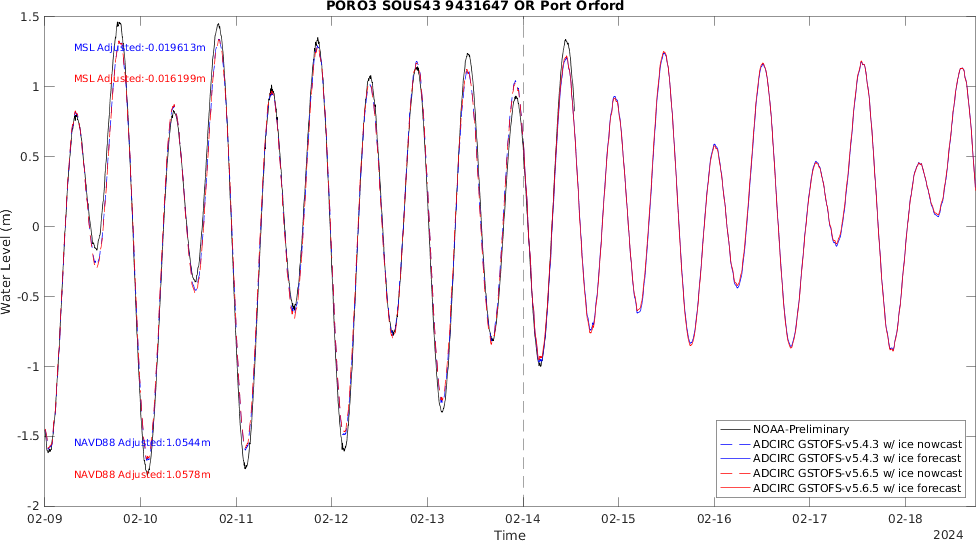 PORO3 SOUS43 9431647 OR Port Orford
1.5
1
0.5
0
-0.5
-1
-1.5
-2
Water Level (m)
MSL Adjusted:-0.019613m
MSL Adjusted:-0.016199m
NAVD88 Adjusted:1.0544m
NAVD88 Adjusted:1.0578m
NOAA-Preliminary
ADCIRC GSTOFS-v5.4.3 w/ ice nowcast
ADCIRC GSTOFS-v5.4.3 w/ ice forecast
ADCIRC GSTOFS-v5.6.5 w/ ice nowcast
ADCIRC GSTOFS-v5.6.5 w/ ice forecast
02-09 02-10 02-11 02-12 02-13 02-14 02-15 02-16 02-17 02-18
Time
2024